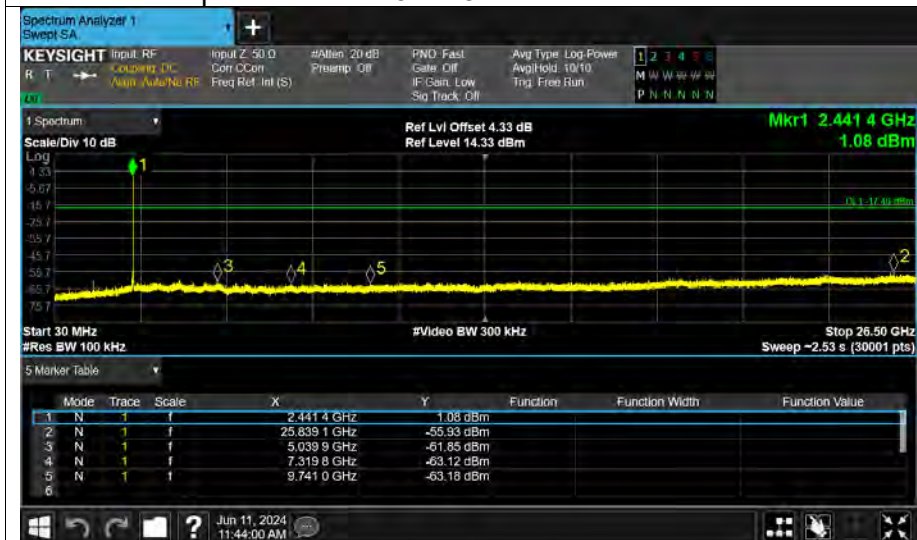 Spectrum Analyzer 1
Swept SA
+
KEYSIGHT Input: RF Input Z: 50 Ω #Atten: 20 dB PNO: Fast Avg Type: Log-Power 1 2 3 4 5 6
R T Coupling: DC Corr CCorr Preamp: Off Gate: Off Avg|Hold: 10/10 M W W W W W
Align: Auto/No RF Freq Ref: Int (S) IF Gain: Low Trig: Free Run
Sig Track: Off P N N N N N
1 Spectrum
Scale/Div 10 dB
Ref Lvl Offset 4.33 dB
Ref Level 14.33 dBm
Mkr1 2.441 4 GHz
1.08 dBm
Log
4.33
-5.67
-15.7
-25.7
-35.7
-45.7
-55.7
-65.7
-75.7
1
3
4
5
2
Start 30 MHz
#Res BW 100 kHz
#Video BW 300 kHz
Stop 26.50 GHz
Sweep ~2.53 s (30001 pts)
5 Marker Table
Mode Trace Scale X Y Function Function Width Function Value
1 N 1 f 2.441 4 GHz 1.08 dBm
2 N 1 f 25.839 1 GHz -55.93 dBm
3 N 1 f 5.039 9 GHz -61.85 dBm
4 N 1 f 7.319 8 GHz -63.12 dBm
5 N 1 f 9.741 0 GHz -63.18 dBm
6
?
Jun 11, 2024
11:44:00 AM